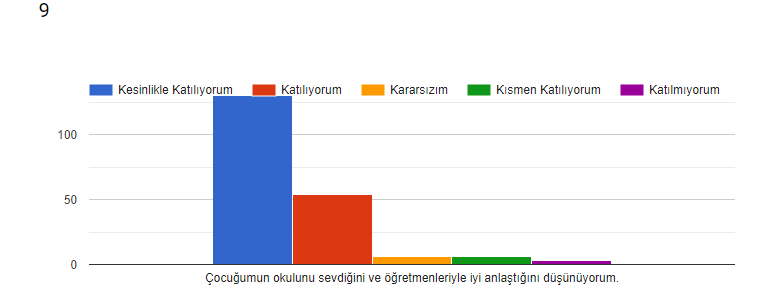 9
Kesinlikle Katılıyorum Katılıyorum Kararsızım Kısmen Katılıyorum Katılmıyorum
100
50
0
Çocuğumun okulunu sevdiğini ve öğretmenleriyle iyi anlaştığını düşünüyorum.